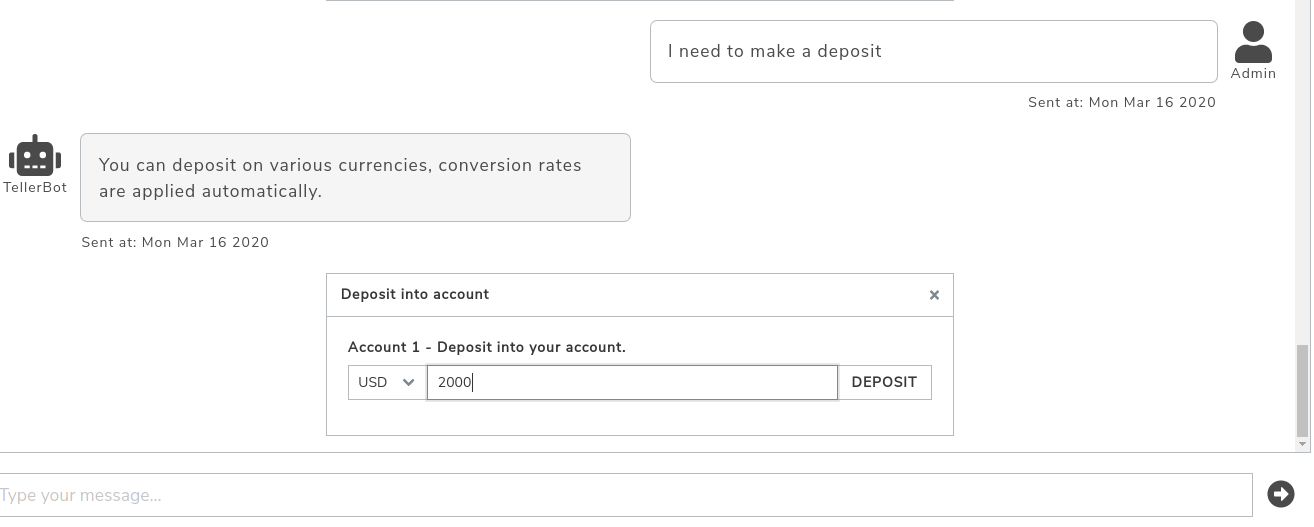 I need to make a deposit
Admin
Sent at: Mon Mar 16 2020
You can deposit on various currencies, conversion rates
are applied automatically.
TellerBot
Sent at: Mon Mar 16 2020
Deposit into account ×
Account 1 - Deposit into your account.
USD 2000 DEPOSIT
Type your message...